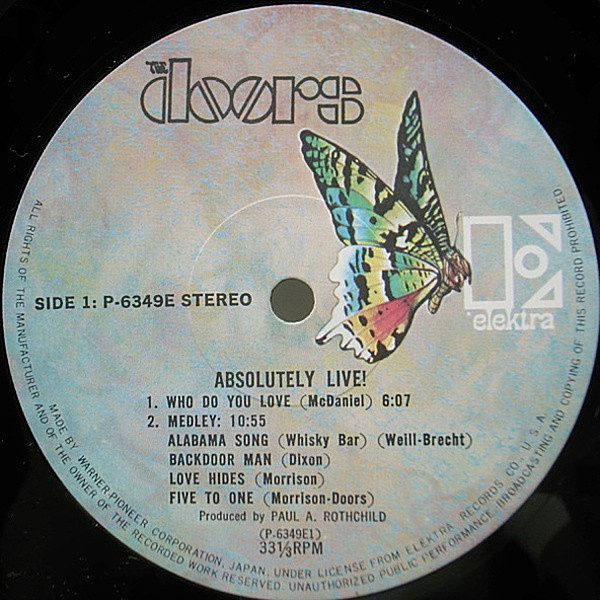 THE
doors
elektra
SIDE 1: P-6349E STEREO
ABSOLUTELY LIVE!
1. WHO DO YOU LOVE (McDaniel) 6:07
2. MEDLEY: 10:55
ALABAMA SONG (Whisky Bar) (Weill-Brecht)
BACKDOOR MAN (Dixon)
LOVE HIDES (Morrison)
FIVE TO ONE (Morrison-Doors)
Produced by PAUL A. ROTHCHILD
(P-6349E1)
33⅓RPM
MADE BY WARNER-PIONEER CORPORATION, JAPAN, UNDER LICENSE FROM ELEKTRA RECORDS CO., U.S.A.
ALL RIGHTS OF THE MANUFACTURER AND OF THE OWNER OF THE RECORDED WORK RESERVED. UNAUTHORIZED PUBLIC PERFORMANCE, BROADCASTING AND COPYING OF THIS RECORD PROHIBITED